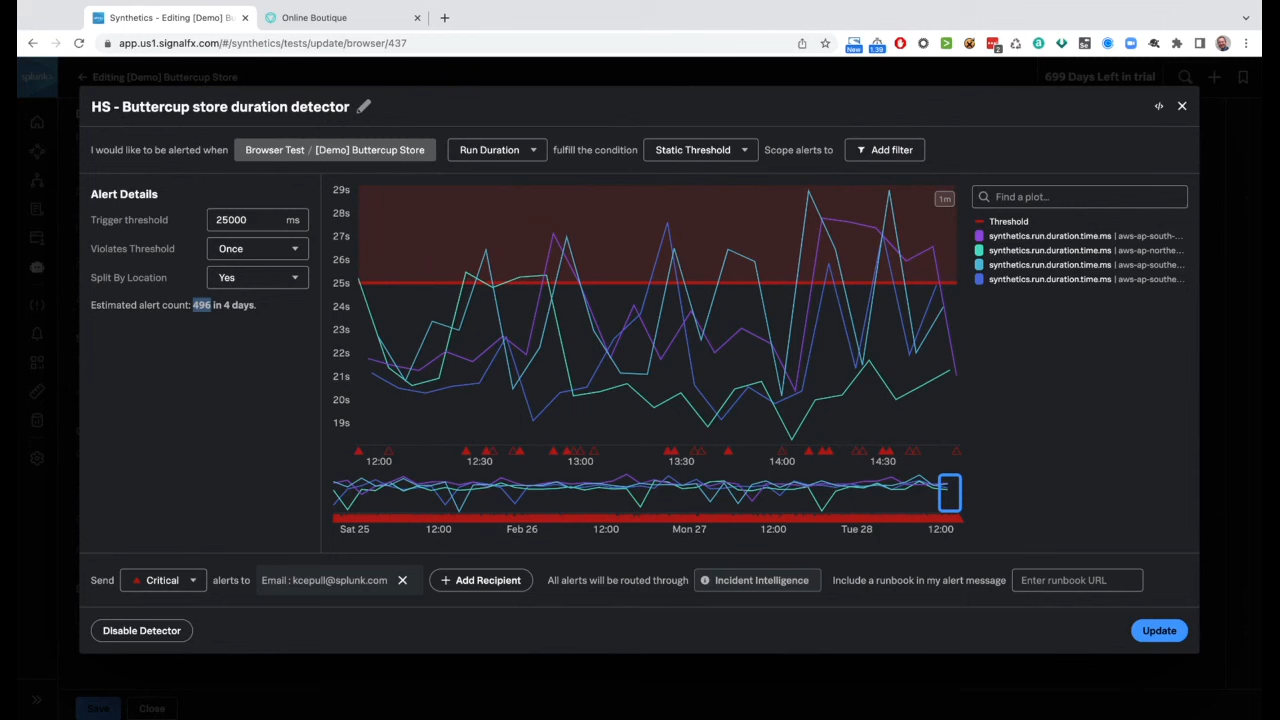 Synthetics - Editing [Demo] Bu
Online Boutique
app.us1.signalfx.com/#/synthetics/tests/update/browser/437
New
1.39
2
Se
splunk>
Editing [Demo] Buttercup Store
699 Days Left in trial
HS - Buttercup store duration detector
I would like to be alerted when
Browser Test / [Demo] Buttercup Store
Run Duration
fulfill the condition
Static Threshold
Scope alerts to
Add filter
Alert Details
Trigger threshold
25000 ms
Violates Threshold
Once
Split By Location
Yes
Estimated alert count: 496 in 4 days.
29s
28s
27s
26s
25s
24s
23s
22s
21s
20s
19s
1m
12:00 12:30 13:00 13:30 14:00 14:30
Sat 25 12:00 Feb 26 12:00 Mon 27 12:00 Tue 28 12:00
Find a plot...
Threshold
synthetics.run.duration.time.ms | aws-ap-south-...
synthetics.run.duration.time.ms | aws-ap-northe...
synthetics.run.duration.time.ms | aws-ap-southe...
synthetics.run.duration.time.ms | aws-ap-southe...
Send
Critical
alerts to
Email : kcepull@splunk.com
Add Recipient
All alerts will be routed through
Incident Intelligence
Include a runbook in my alert message
Enter runbook URL
Disable Detector
Update
Save
Close